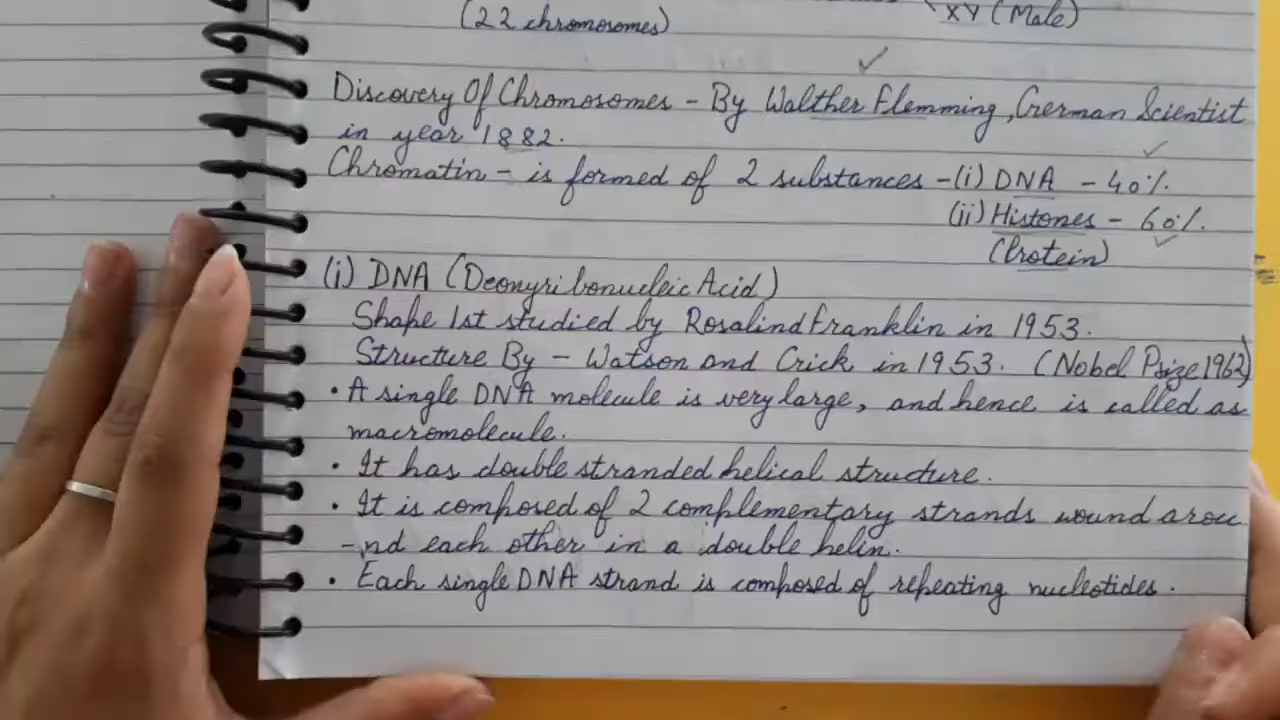 (22 chromosomes) XY (Male)
Discovery Of Chromosomes - By Walther Flemming, German Scientist
in year 1882.
Chromatin - is formed of 2 substances - (i) DNA - 40%.
(ii) Histones - 60%.
(Protein)
(i) DNA (Deoxyribonucleic Acid)
Shape 1st studied by Rosalind Franklin in 1953.
Structure By - Watson and Crick in 1953. (Nobel Prize 1962)
• A single DNA molecule is very large, and hence is called as
macromolecule.
• It has double stranded helical structure.
• It is composed of 2 complementary strands wound arou
-nd each other in a double helix.
• Each single DNA strand is composed of repeating nucleotides.